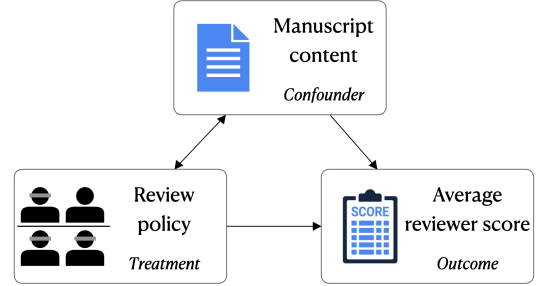 Manuscript
content
Confounder
Review
policy
Treatment
SCORE
Average
reviewer score
Outcome